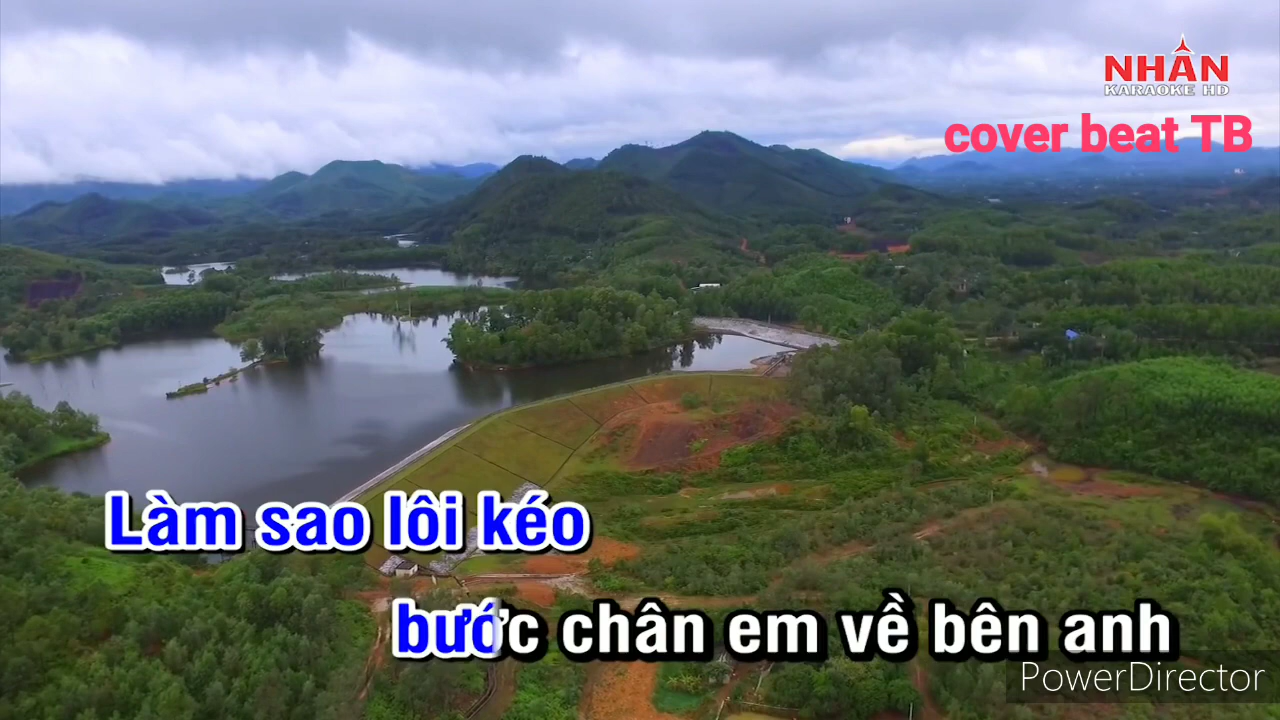 NHÂN
KARAOKE HD
cover beat TB
Làm sao lôi kéo
bước chân em về bên anh
PowerDirector